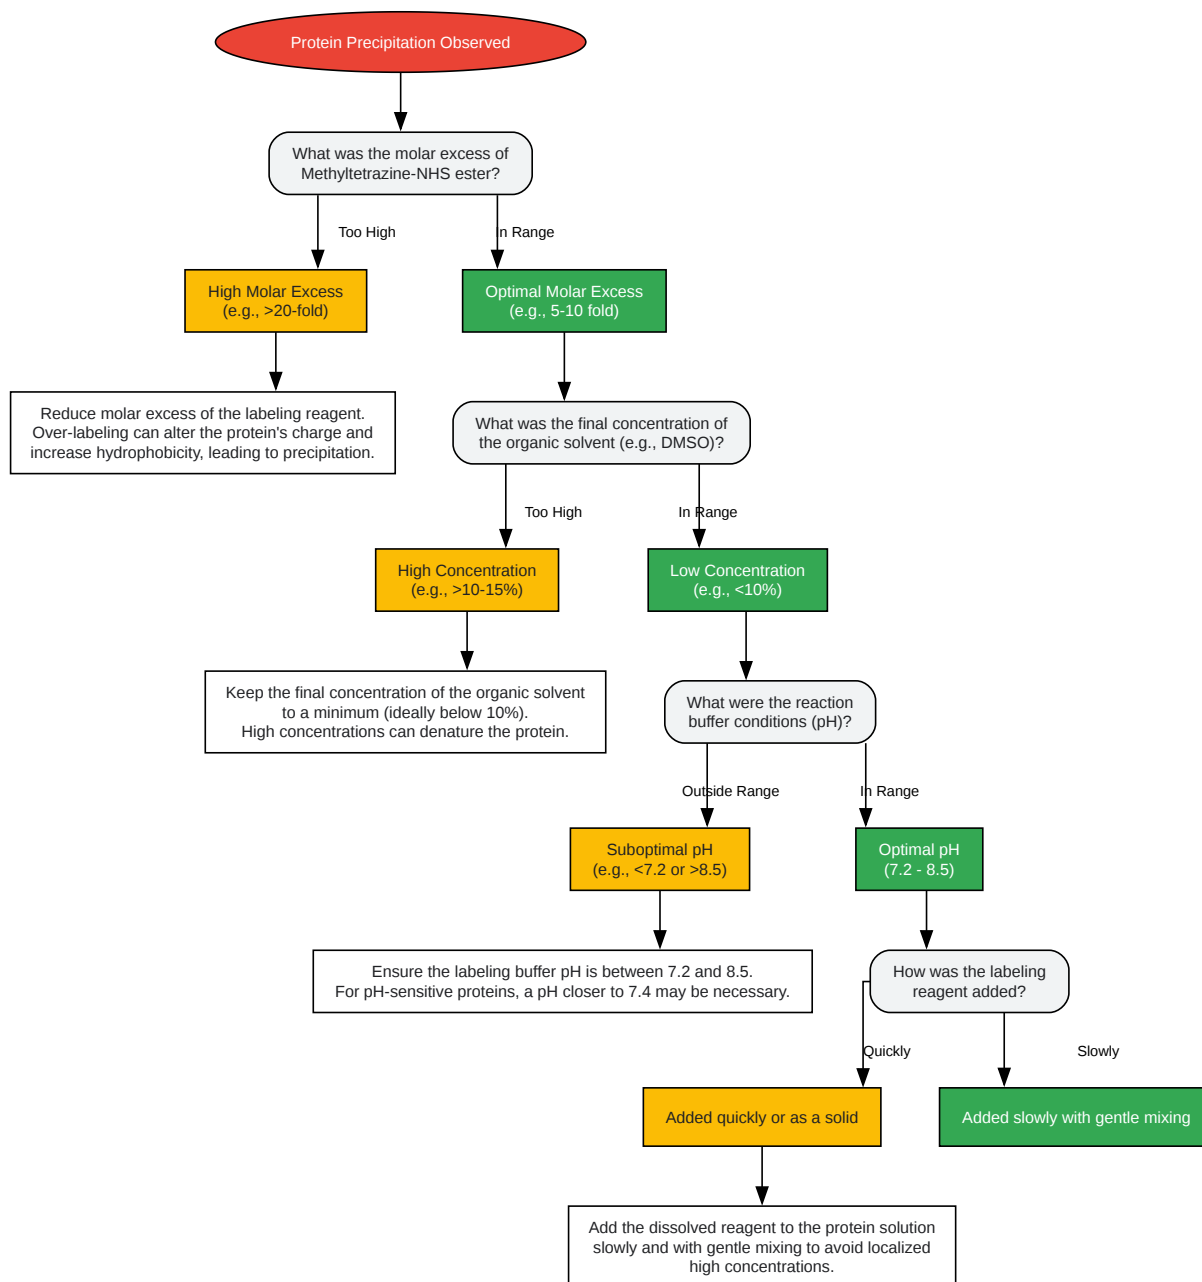 Protein Precipitation Observed
What was the molar excess of
Methyltetrazine-NHS ester?
Too High
In Range
High Molar Excess
(e.g., >20-fold)
Optimal Molar Excess
(e.g., 5-10 fold)
Reduce molar excess of the labeling reagent.
Over-labeling can alter the protein's charge and
increase hydrophobicity, leading to precipitation.
What was the final concentration of
the organic solvent (e.g., DMSO)?
Too High
In Range
High Concentration
(e.g., >10-15%)
Low Concentration
(e.g., <10%)
Keep the final concentration of the organic solvent
to a minimum (ideally below 10%).
High concentrations can denature the protein.
What were the reaction
buffer conditions (pH)?
Outside Range
In Range
Suboptimal pH
(e.g., <7.2 or >8.5)
Optimal pH
(7.2 - 8.5)
Ensure the labeling buffer pH is between 7.2 and 8.5.
For pH-sensitive proteins, a pH closer to 7.4 may be necessary.
How was the labeling
reagent added?
Quickly
Slowly
Added quickly or as a solid
Added slowly with gentle mixing
Add the dissolved reagent to the protein solution
slowly and with gentle mixing to avoid localized
high concentrations.